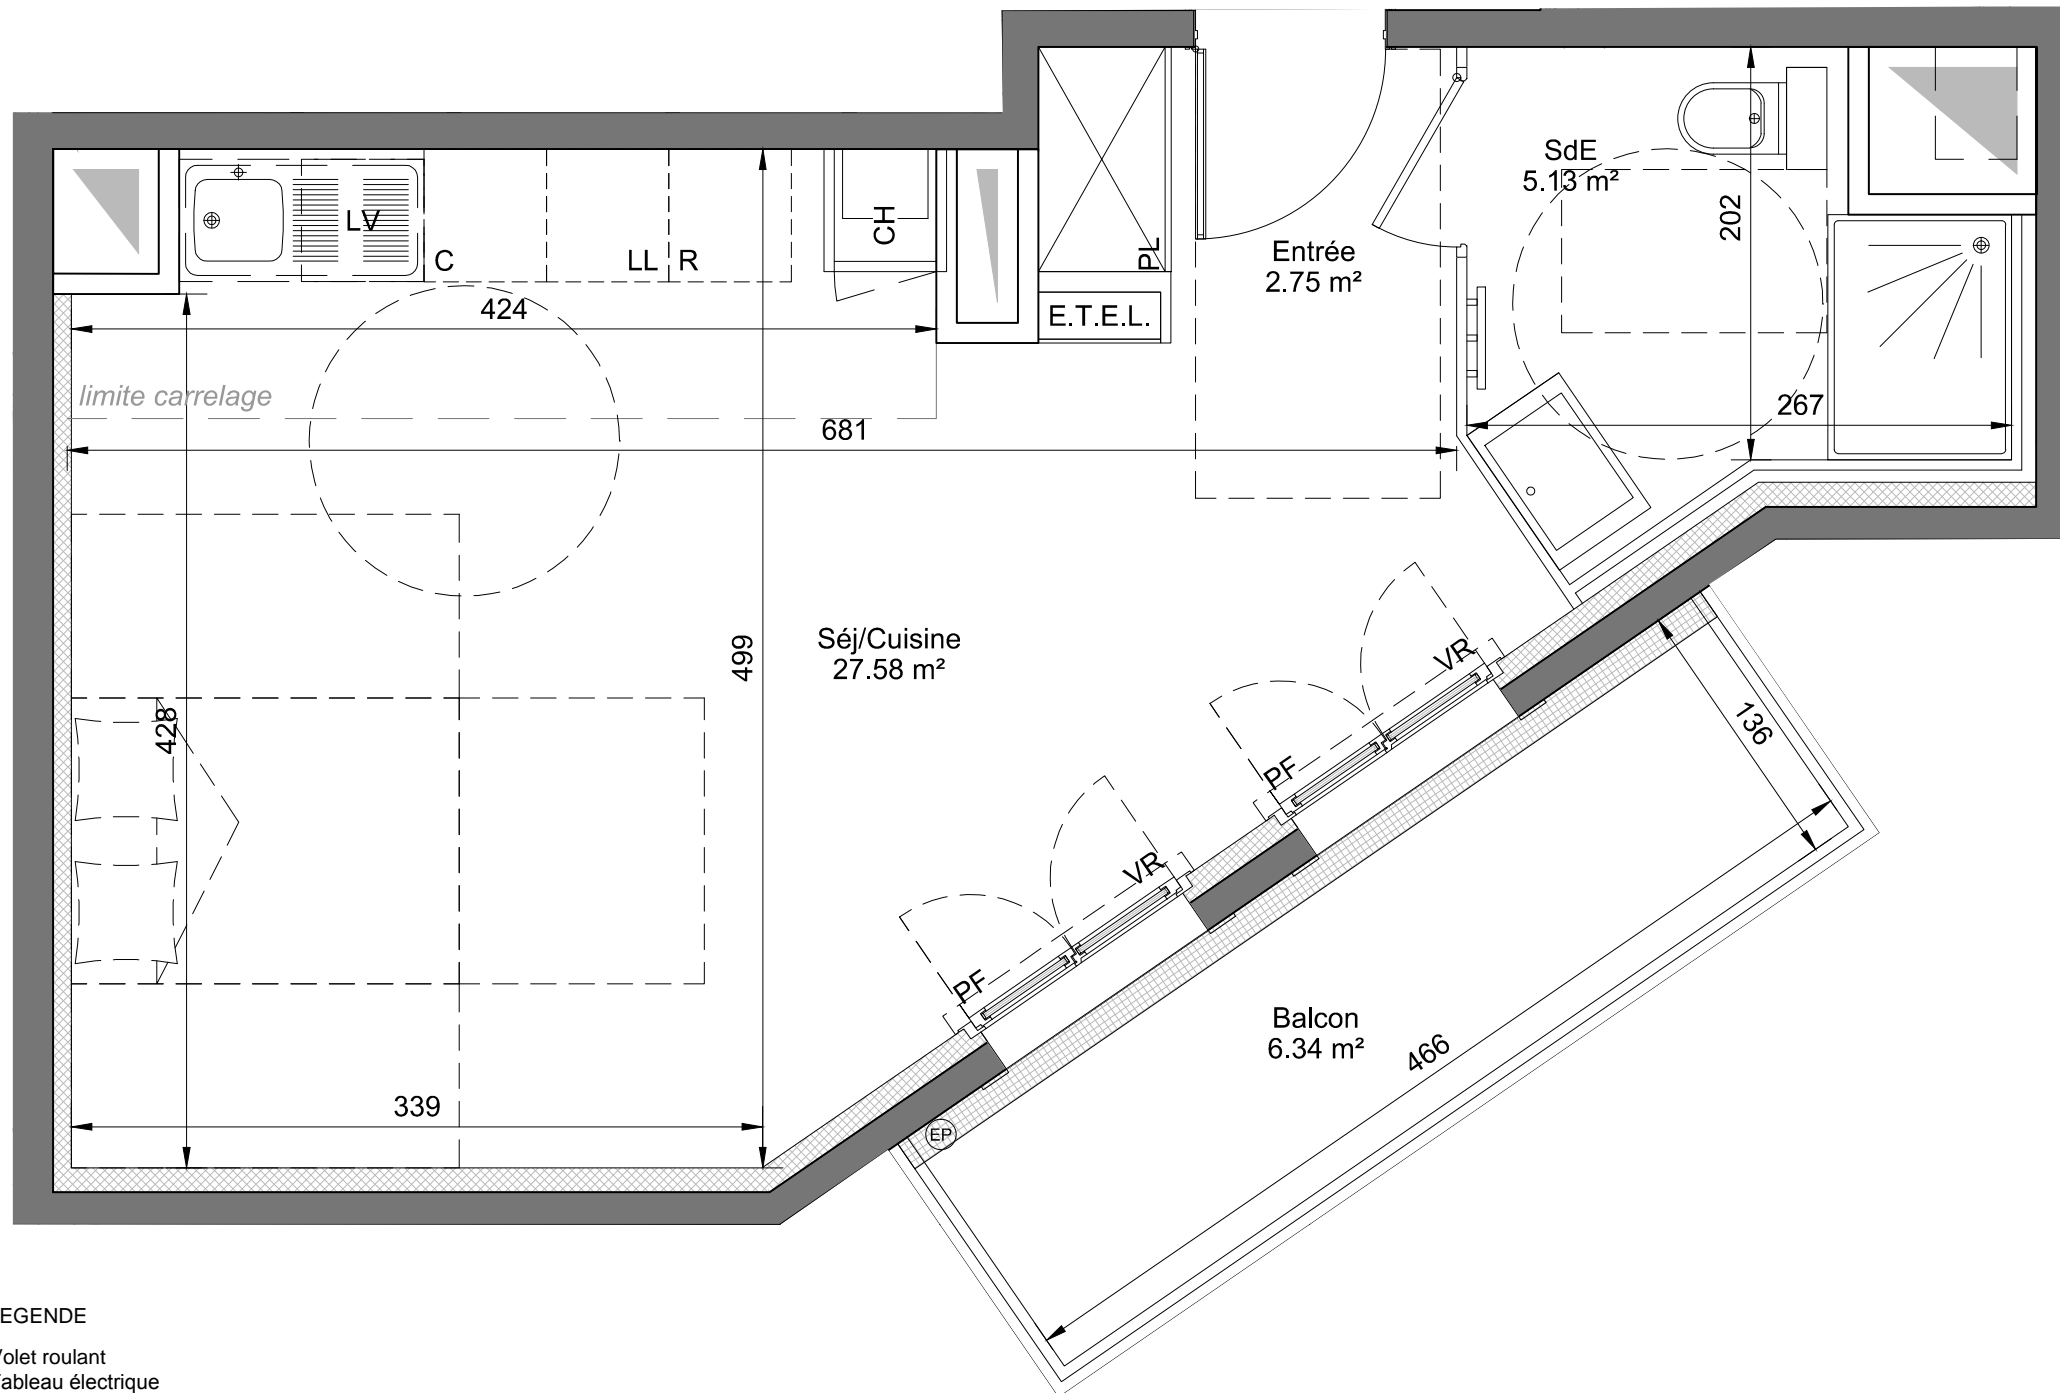 SdE
5.13 m²
202
LV
C
LL
R
CH
PL
Entrée
2.75 m²
E.T.E.L.
424
limite carrelage
267
681
Séj/Cuisine
27.58 m²
499
VR
428
136
PF
VR
PF
Balcon
6.34 m²
466
339
EP
EGENDE
olet roulant
ableau électrique